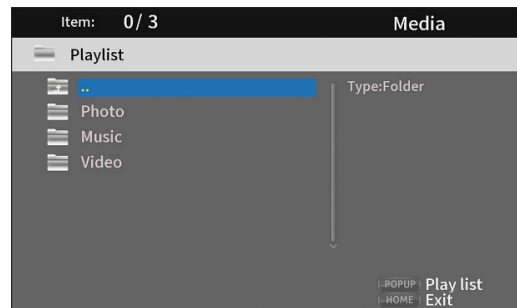 Item: 0/ 3 Media
Playlist
..
Type:Folder
Photo
Music
Video
POPUP Play list
HOME Exit